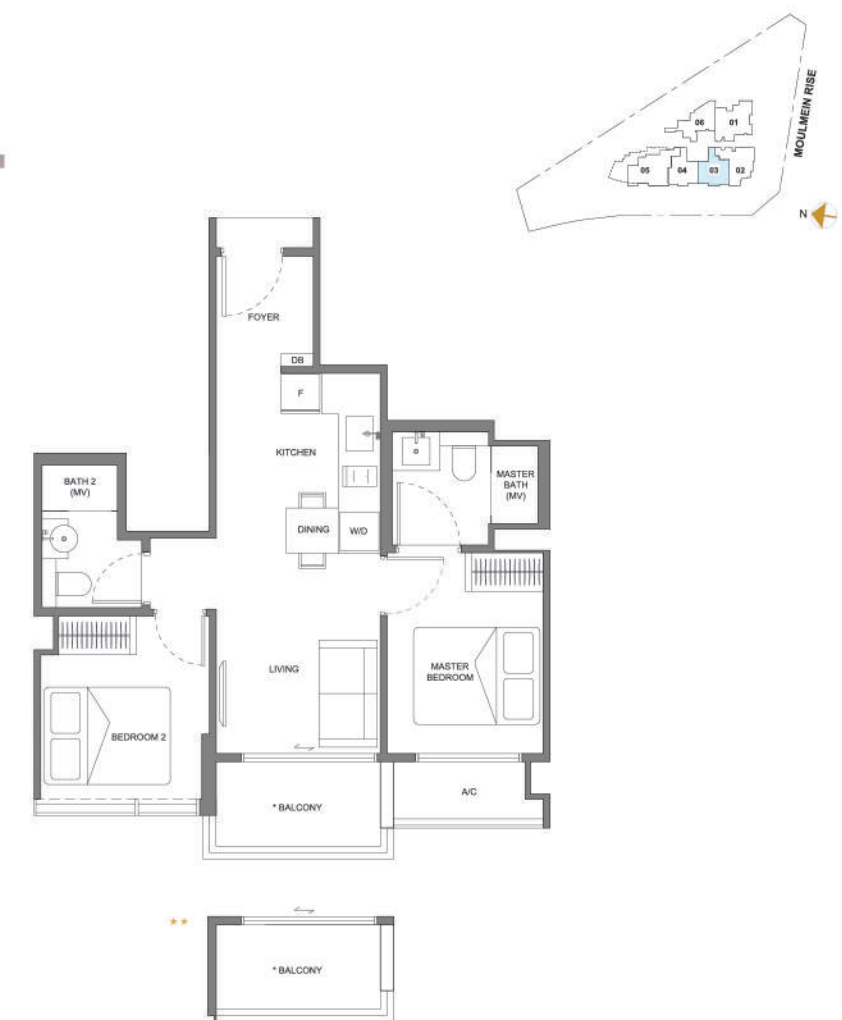 MOULMEIN RISE
06
01
05
04
03
02
N
FOYER
DB
F
KITCHEN
BATH 2
(MV)
MASTER
BATH
(MV)
DINING
W/D
LIVING
MASTER
BEDROOM
BEDROOM 2
A/C
* BALCONY
* BALCONY